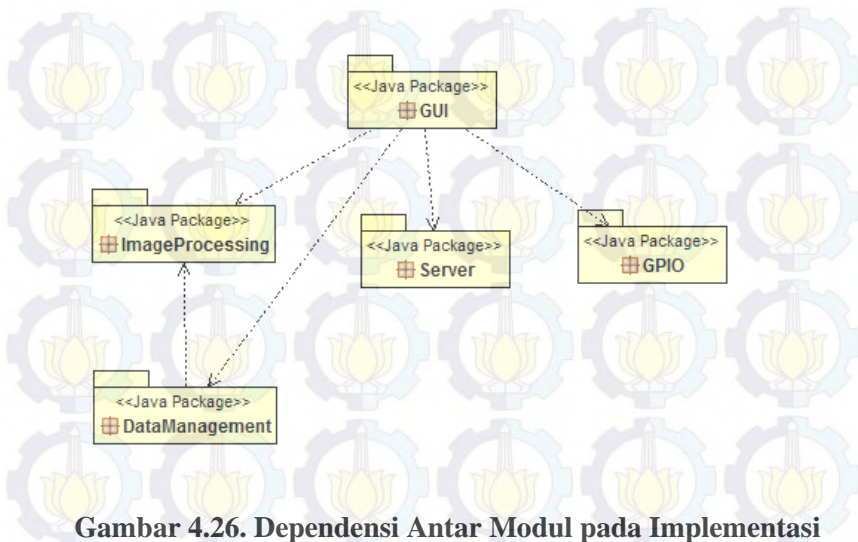 <<Java Package>>
GUI
<<Java Package>>
ImageProcessing
<<Java Package>>
Server
<<Java Package>>
GPIO
<<Java Package>>
DataManagement
Gambar 4.26. Dependensi Antar Modul pada Implementasi